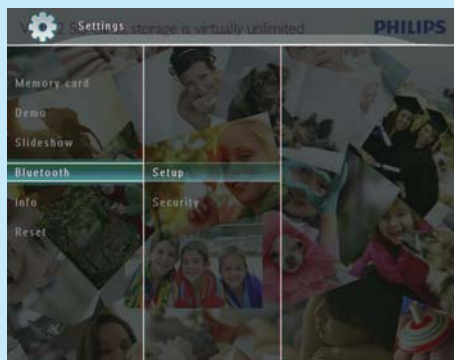 Settings
storage is virtually unlimited
PHILIPS
Memory card
Demo
Slideshow
Bluetooth
Setup
Info
Security
Reset